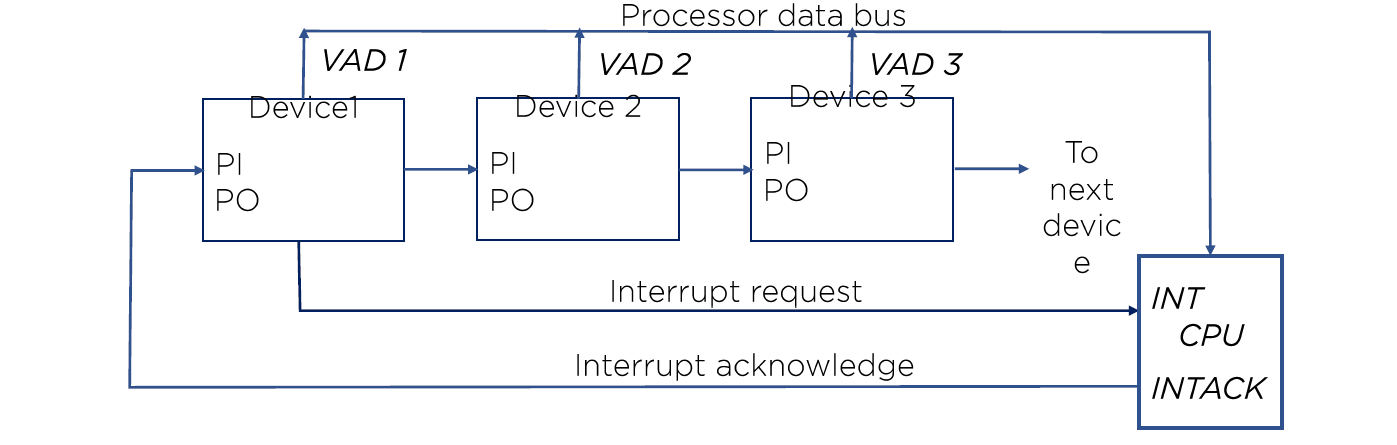 Processor data bus
VAD 1
VAD 2
VAD 3
Device1
Device 2
Device 3
PI
PO
PI
PO
PI
PO
To
next
devic
e
Interrupt request
INT
CPU
Interrupt acknowledge
INTACK